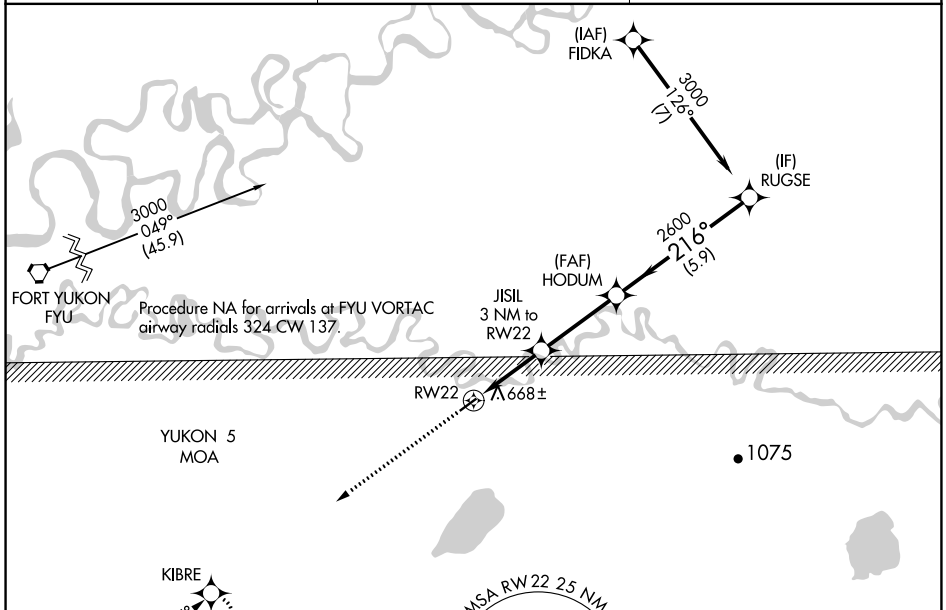 (IAF)
FIDKA
3000
126°
(7)
(IF)
RUGSE
3000
049°
(45.9)
2600
216°
(5.9)
(FAF)
HODUM
FORT YUKON
FYU
Procedure NA for arrivals at FYU VORTAC
airway radials 324 CW 137.
JISIL
3 NM to
RW22
RW22
668±
YUKON 5
MOA
1075
KIBRE
MSA RW22 25 NM